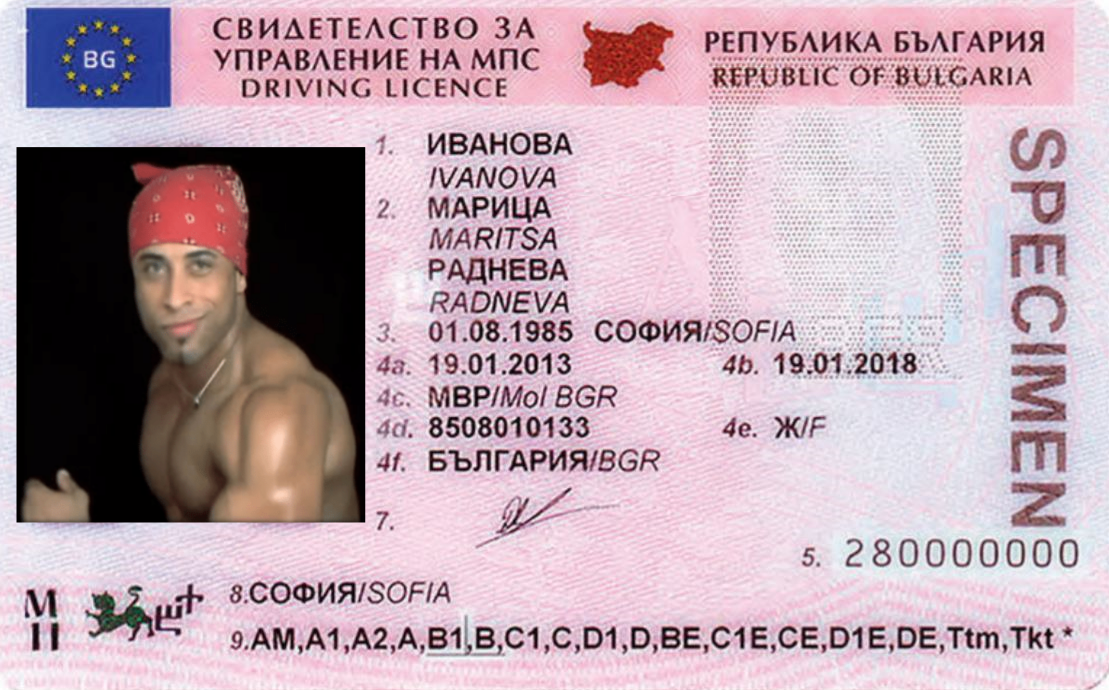 BG
СВИДЕТЕЛСТВО ЗА
УПРАВЛЕНИЕ НА МПС
DRIVING LICENCE
РЕПУБЛИКА БЪЛГАРИЯ
REPUBLIC OF BULGARIA
1. ИВАНОВА
IVANOVA
2. МАРИЦА
MARITSA
РАДНЕВА
RADNEVA
3. 01.08.1985 СОФИЯ/SOFIA
4a. 19.01.2013 4b. 19.01.2018
4c. МВР/MoI BGR
4d. 8508010133 4e. Ж/F
4f. БЪЛГАРИЯ/BGR
7.
5. 280000000
SPECIMEN
8.СОФИЯ/SOFIA
9.AM,A1,A2,A,B1,B,C1,C,D1,D,BE,C1E,CE,D1E,DE,Ttm,Tkt *